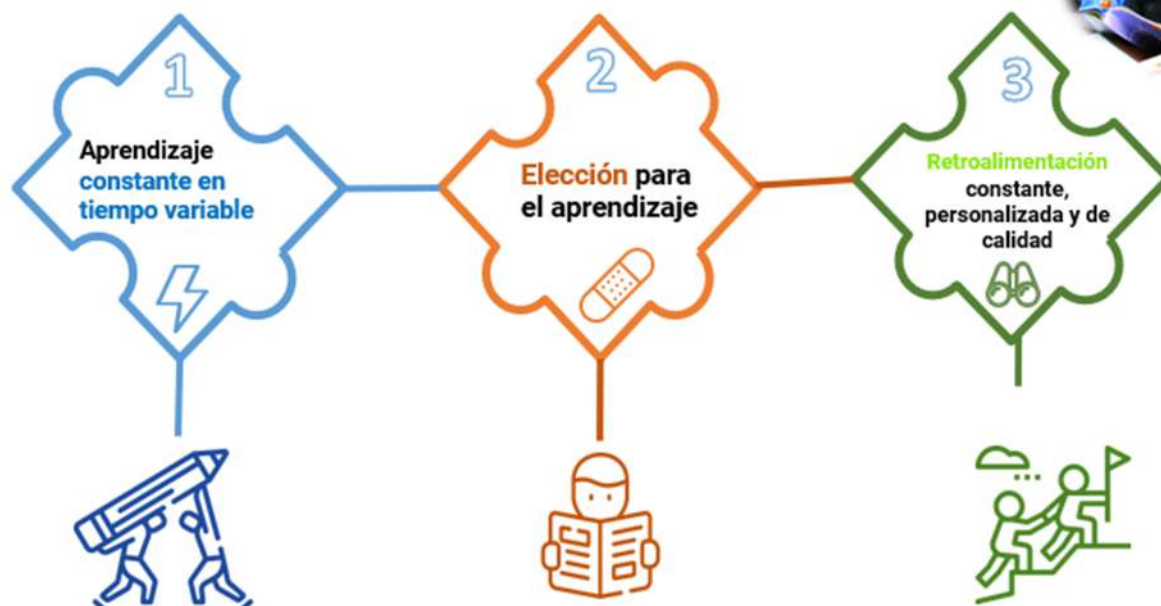 1
Aprendizaje
constante en
tiempo variable
2
Elección para
el aprendizaje
3
Retroalimentación
constante,
personalizada y de
calidad